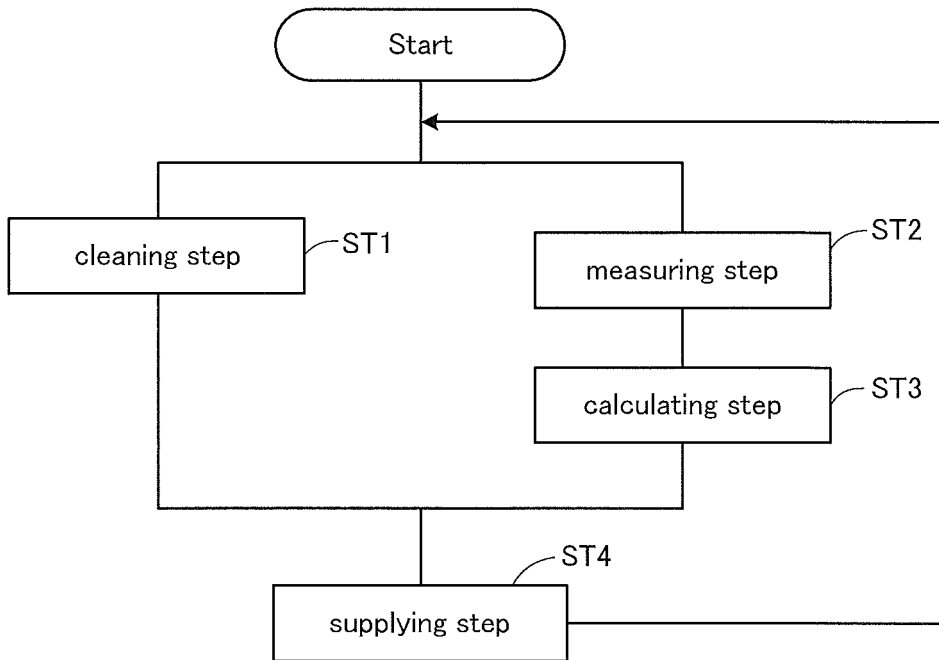 Start
cleaning step
ST1
ST2
measuring step
ST3
calculating step
ST4
supplying step